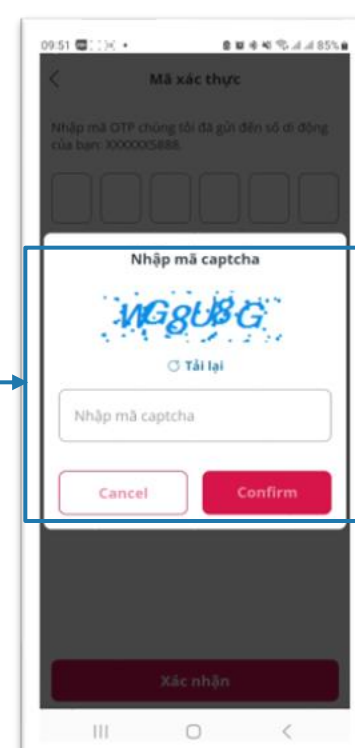 09:51
85%
Mã xác thực
Nhập mã OTP chúng tôi đã gửi đến số di động
của bạn: XXXXXX5888.
Nhập mã captcha
Tải lại
Nhập mã captcha
Cancel Confirm
Xác nhận